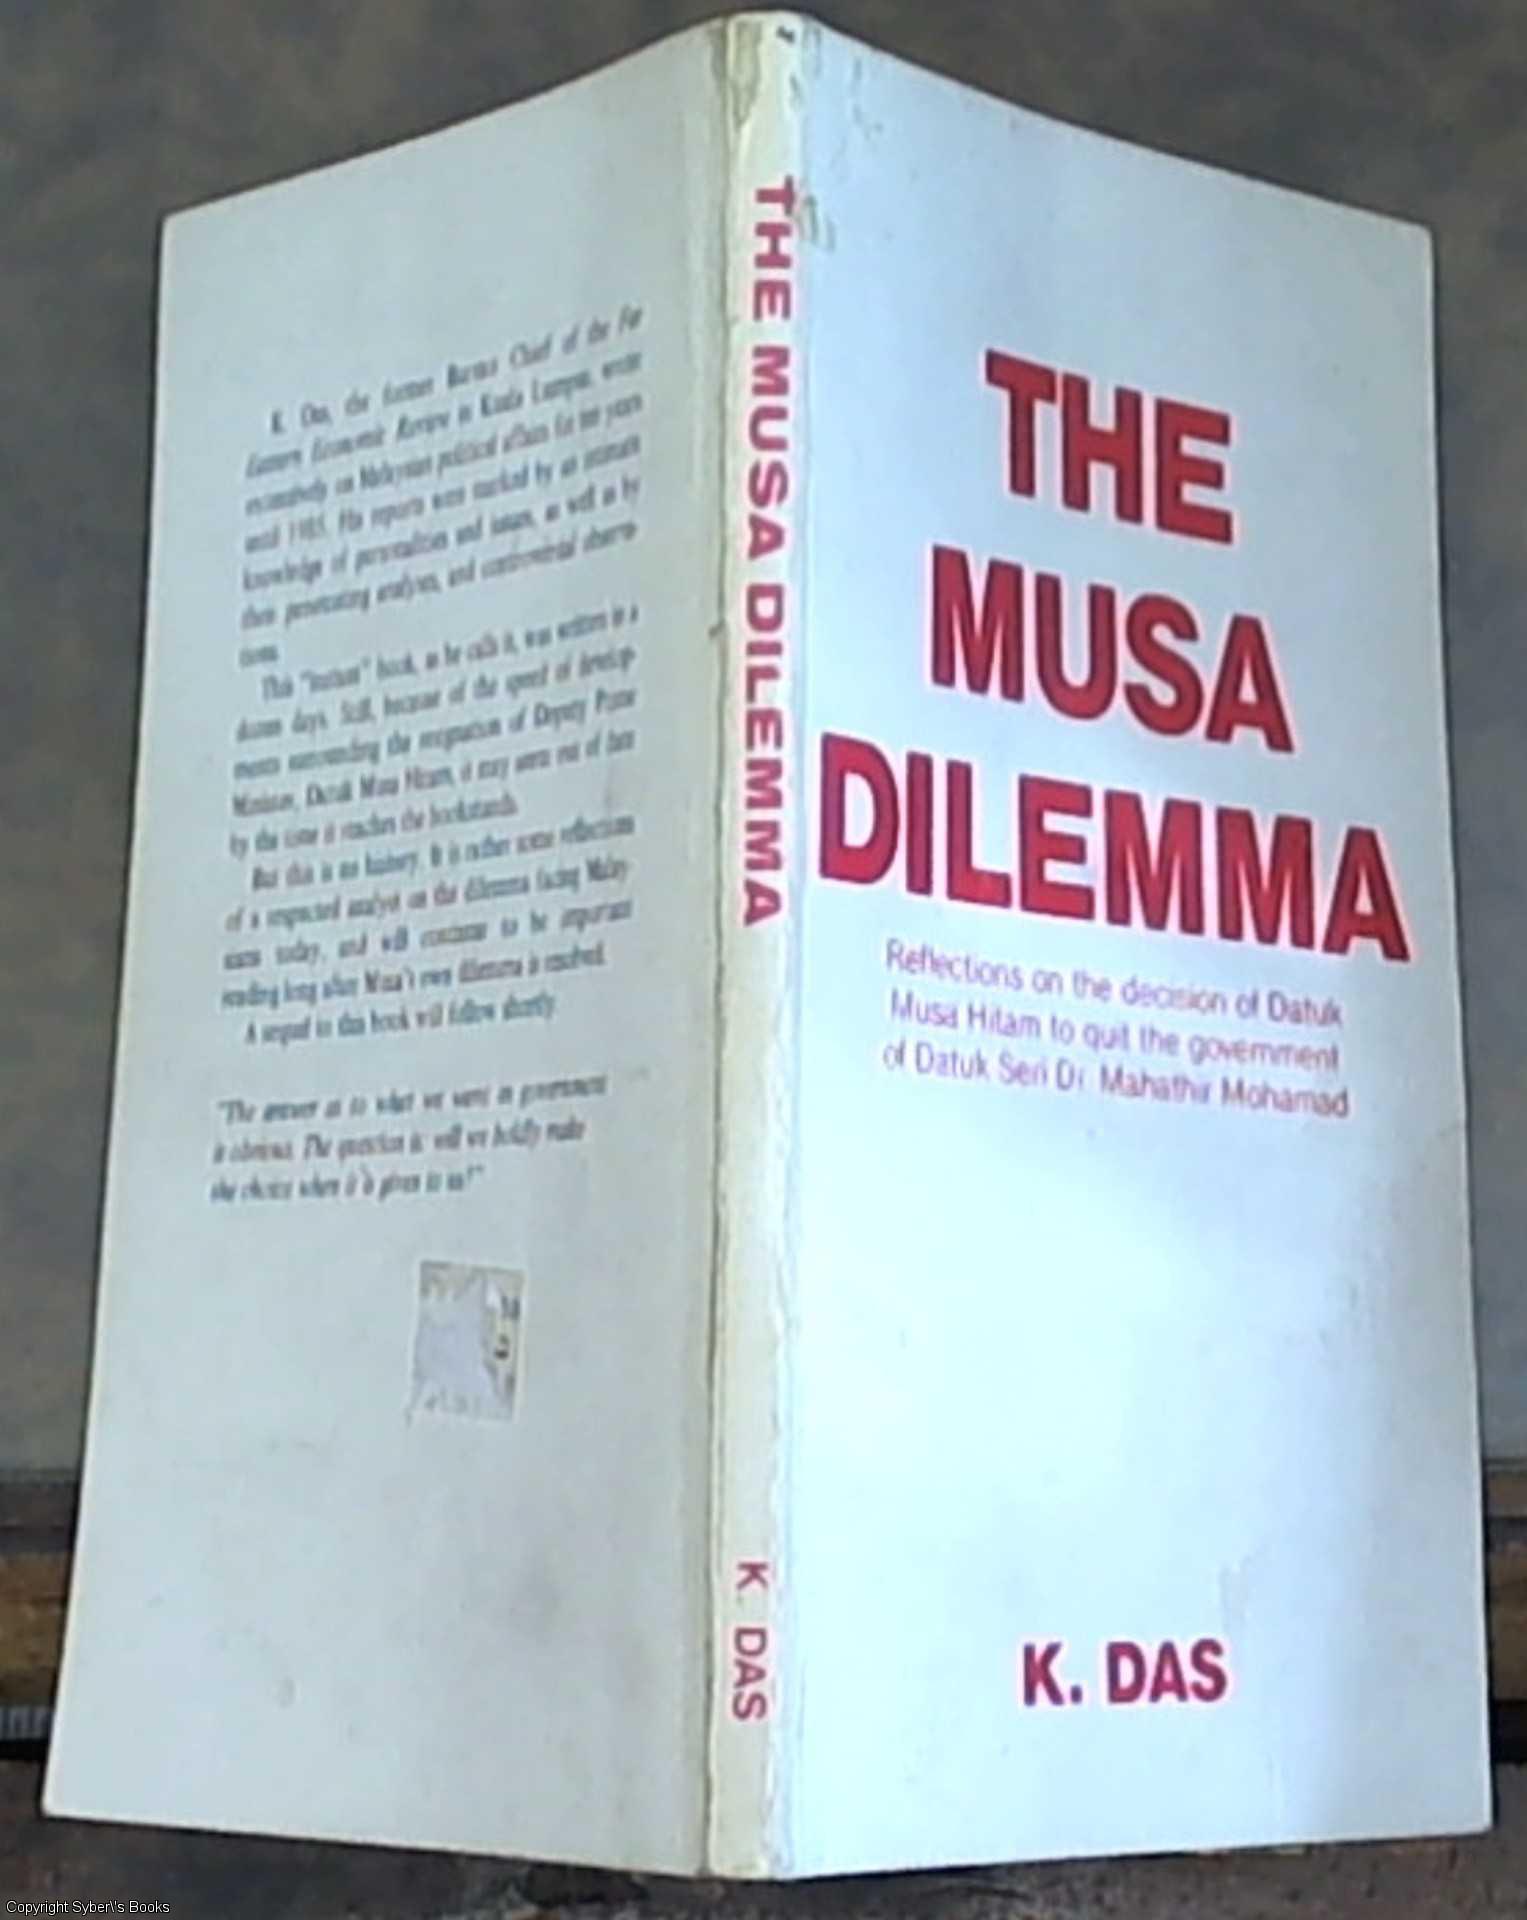 K. Das, the former Bureau Chief of the Far
Eastern Economic Review in Kuala Lumpur, wrote
extensively on Malaysian political affairs for ten years
until 1985. His reports were marked by an intimate
knowledge of personalities and issues, as well as by
their penetrating analyses, and controversial observa-
tions.
This "instant" book, as he calls it, was written in a
dozen days. Still, because of the speed of develop-
ments surrounding the resignation of Deputy Prime
Minister, Datuk Musa Hitam, it may seem out of date
by the time it reaches the bookstands.
But this is no history. It is rather some reflections
of a respected analyst on the dilemma facing Malay-
sians today, and will continue to be important
reading long after Musa's own dilemma is resolved.
A sequel to this book will follow shortly.
"The answer as to what we want in government
is obvious. The question is: will we boldly make
the choice when it is given to us?"
THE MUSA DILEMMA
K. DAS
THE
MUSA
DILEMMA
Reflections on the decision of Datuk
Musa Hitam to quit the government
of Datuk Seri Dr. Mahathir Mohamad
K. DAS
Copyright Syber\'s Books